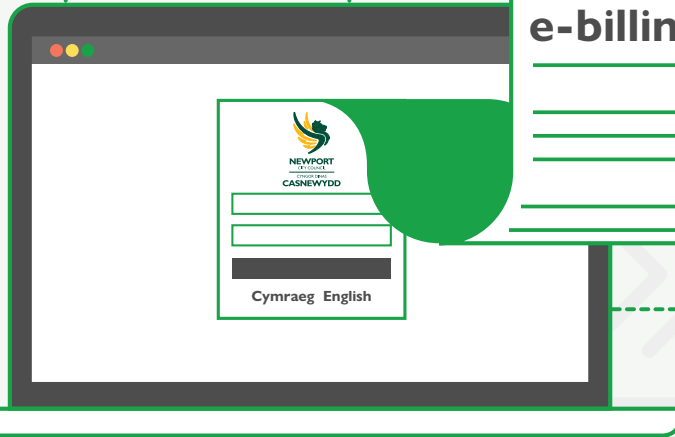 e-billin
NEWPORT
CITY COUNCIL
CYNGOR DINAS
CASNEWYDD
Cymraeg English